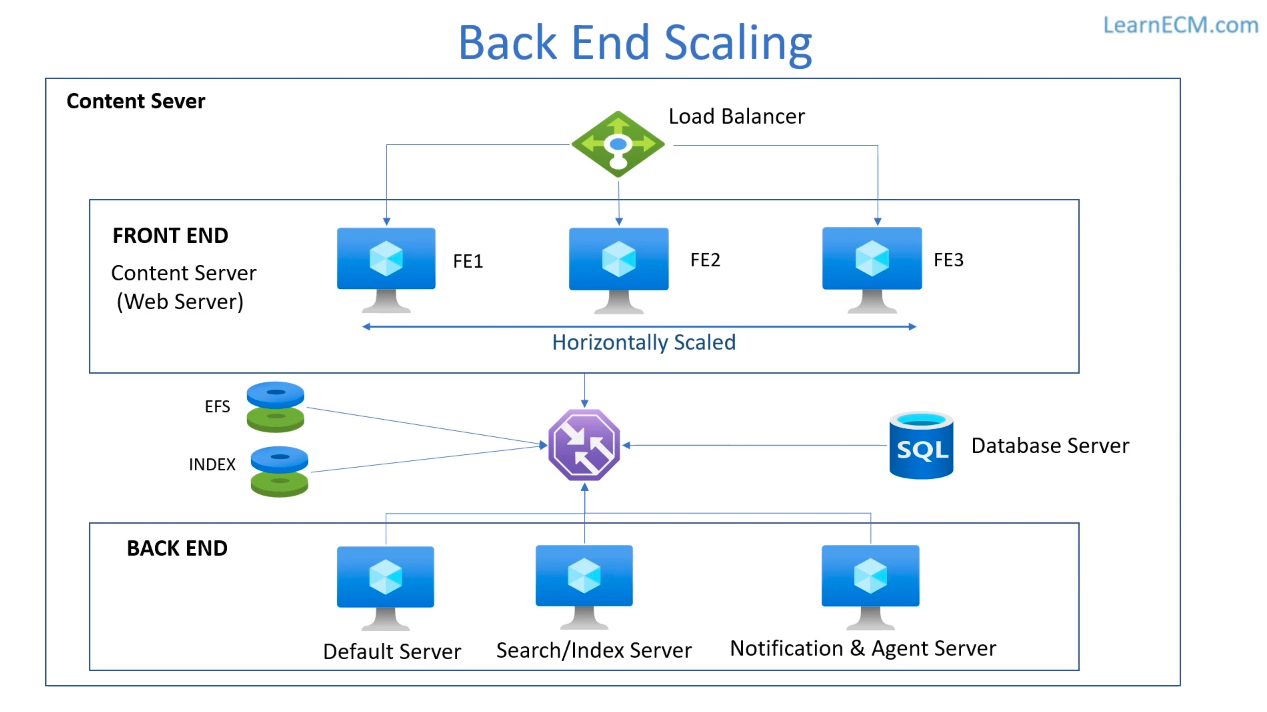 Back End Scaling
LearnECM.com
Content Sever
Load Balancer
FRONT END
Content Server
(Web Server)
FE1
FE2
FE3
Horizontally Scaled
EFS
INDEX
SQL
Database Server
BACK END
Default Server
Search/Index Server
Notification & Agent Server